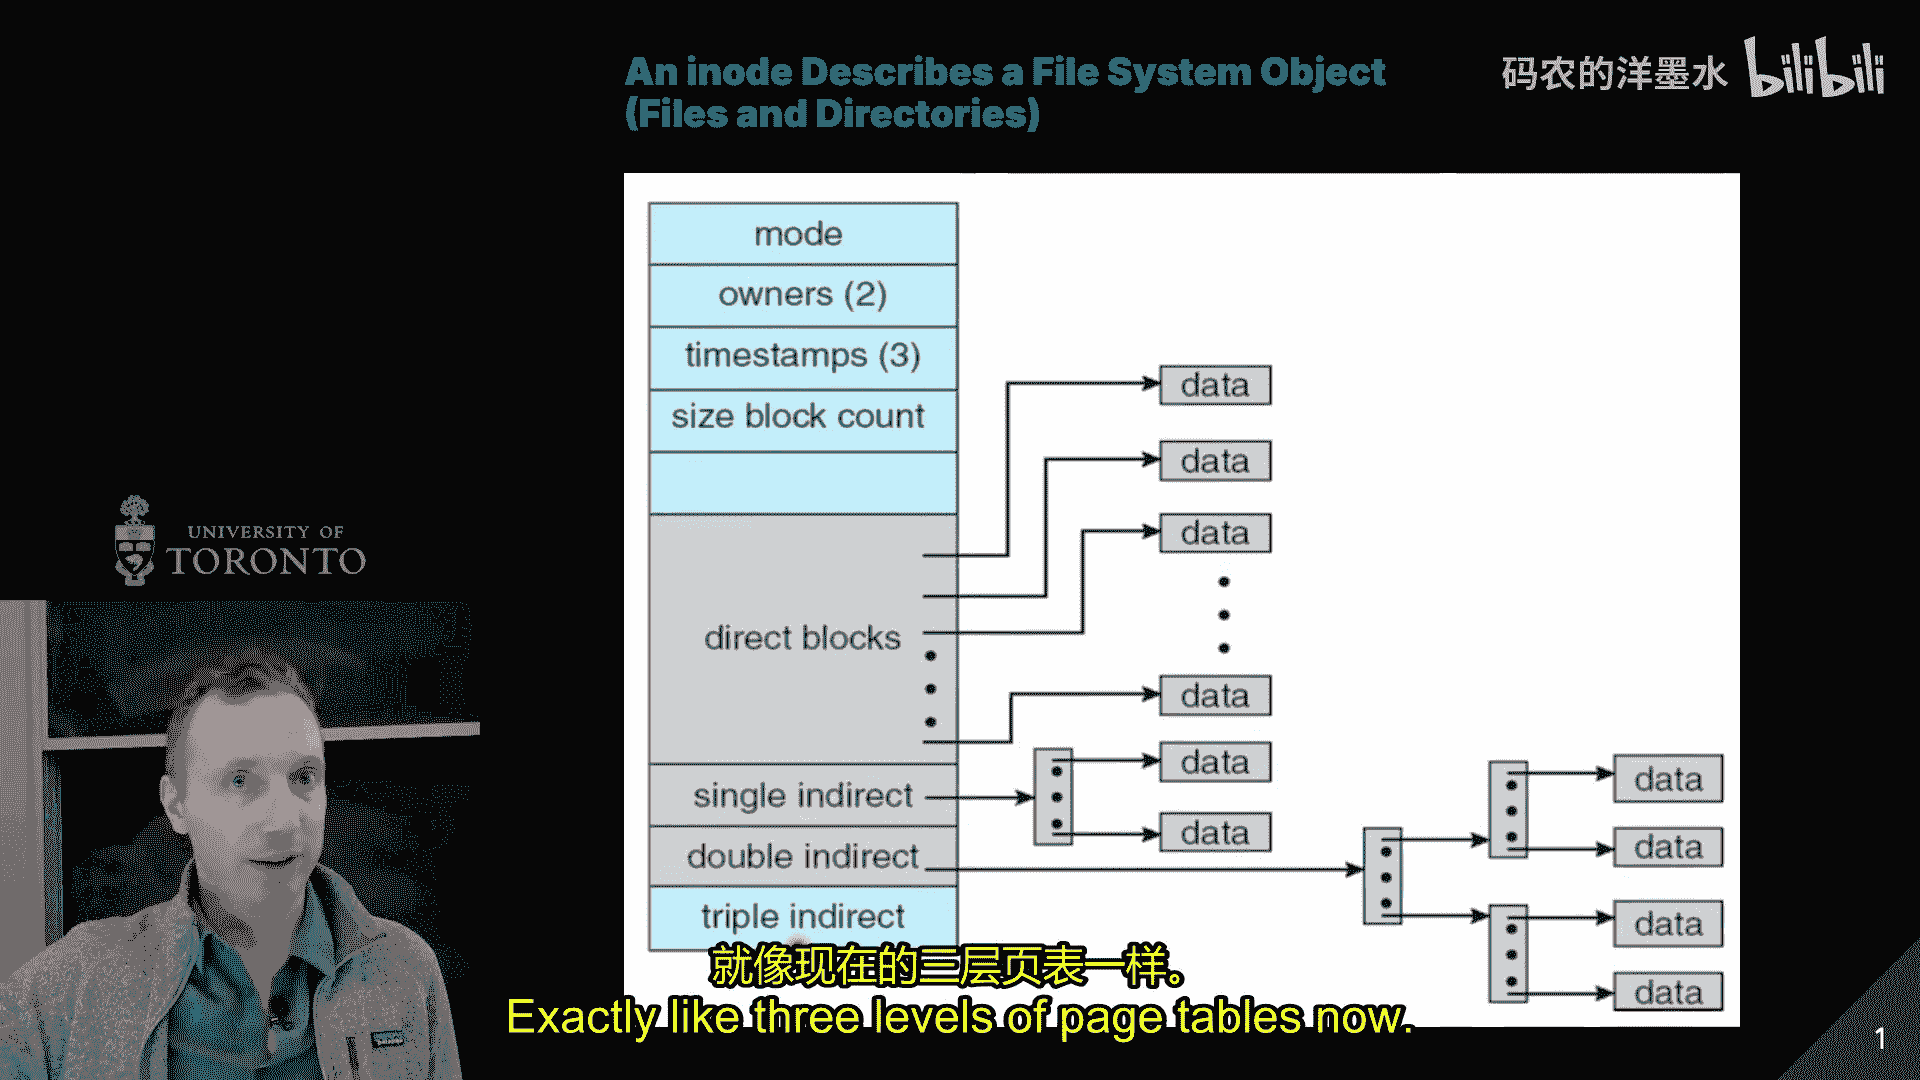 An inode Describes a File System Object
(Files and Directories)
码农的洋墨水 bilibili
mode
owners (2)
timestamps (3)
size block count
direct blocks
single indirect
double indirect
triple indirect
data
data
data
data
data
data
data
data
data
data
UNIVERSITY OF
TORONTO
就像现在的三层页表一样。
Exactly like three levels of page tables now.
1